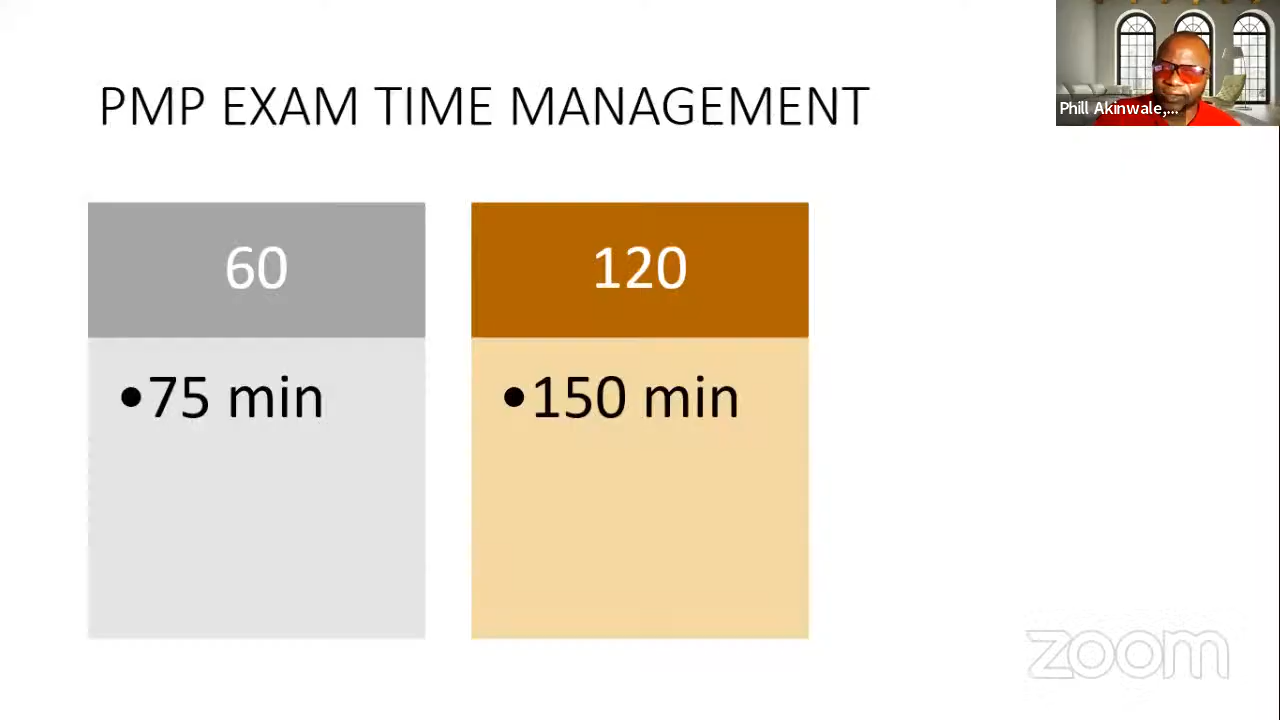 PMP EXAM TIME MANAGEMENT
Phill Akinwale,...
60
120
•75 min
•150 min
zoom